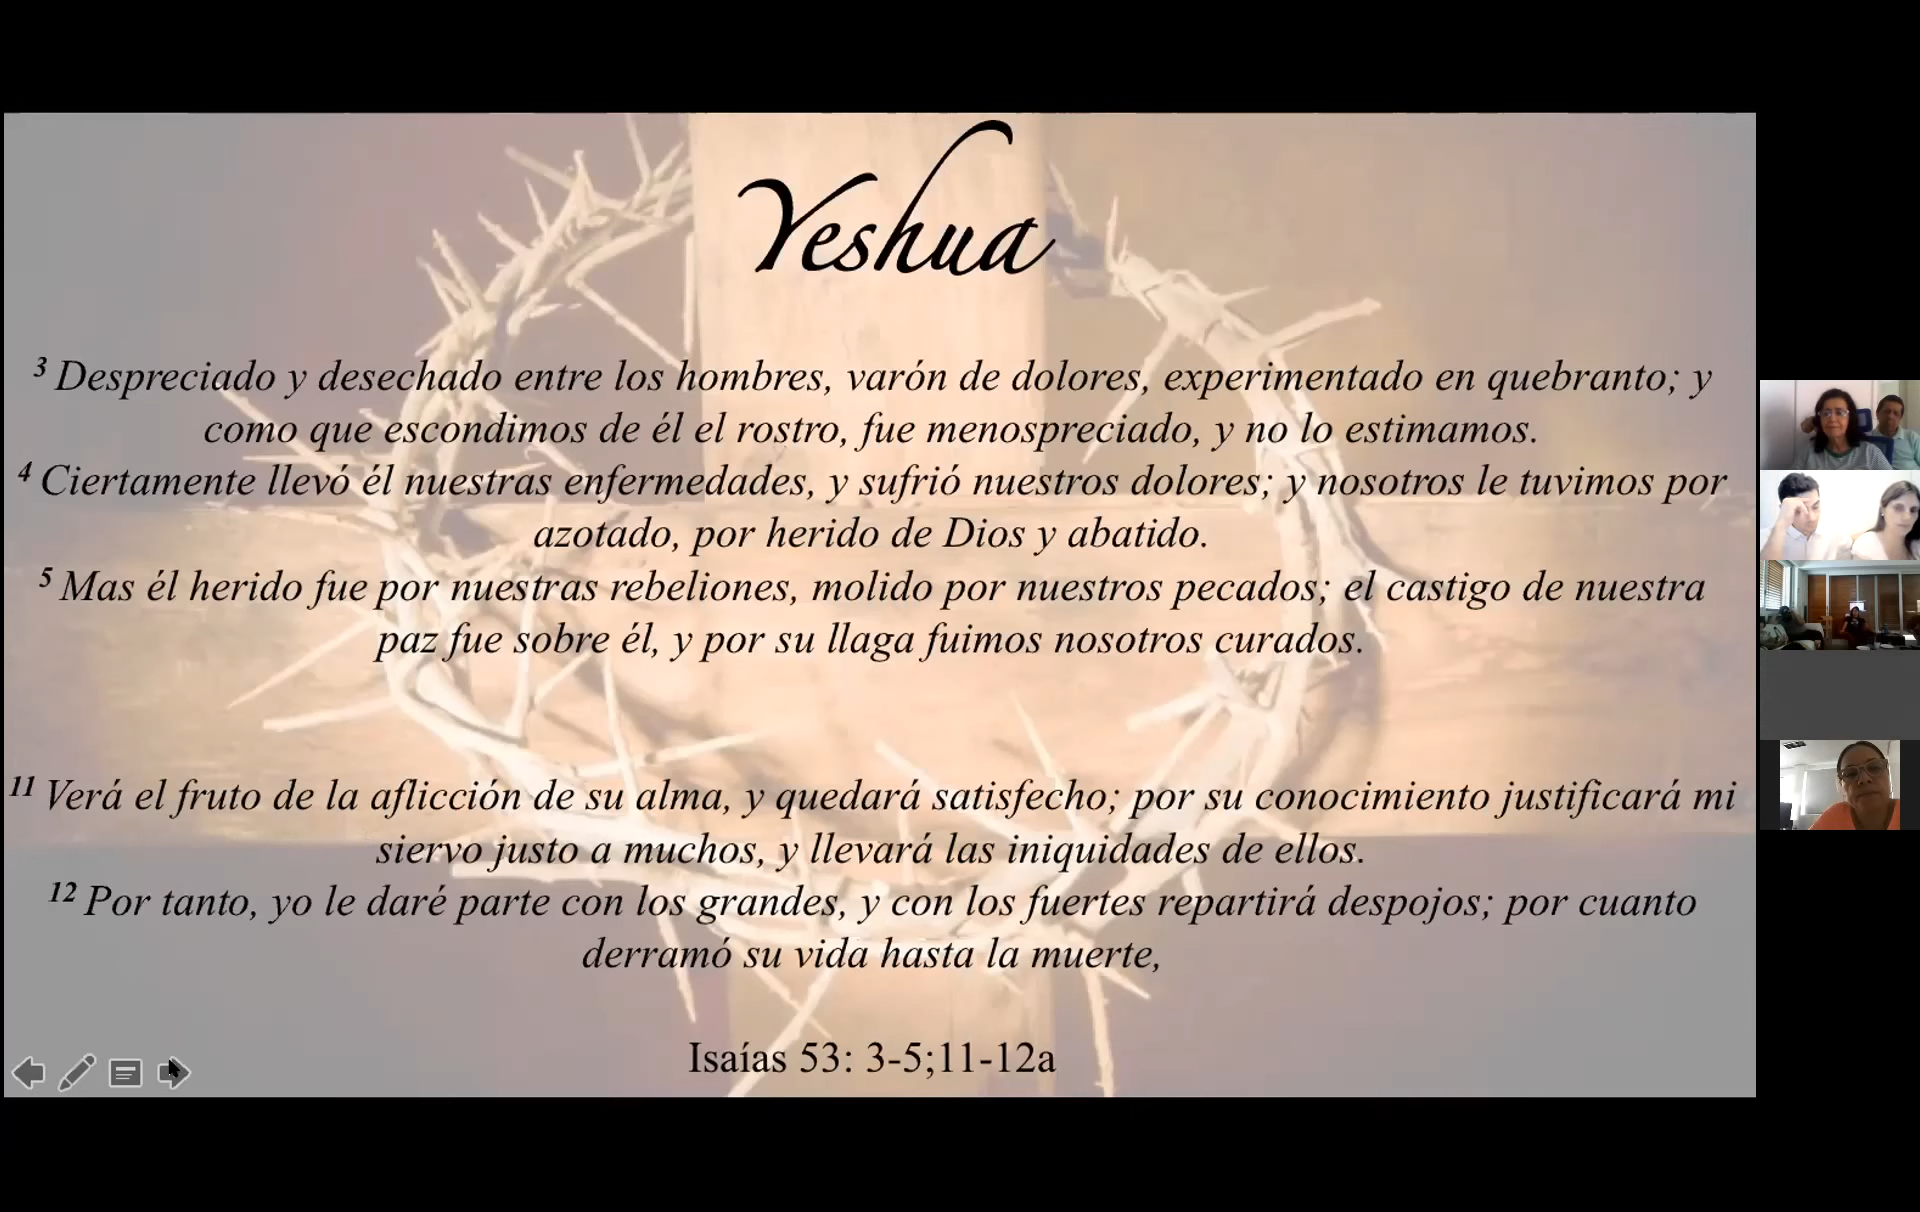 Yeshua
3 Despreciado y desechado entre los hombres, varón de dolores, experimentado en quebranto; y
como que escondimos de él el rostro, fue menospreciado, y no lo estimamos.
4 Ciertamente llevó él nuestras enfermedades, y sufrió nuestros dolores; y nosotros le tuvimos por
azotado, por herido de Dios y abatido.
5 Mas él herido fue por nuestras rebeliones, molido por nuestros pecados; el castigo de nuestra
paz fue sobre él, y por su llaga fuimos nosotros curados.
11 Verá el fruto de la aflicción de su alma, y quedará satisfecho; por su conocimiento justificará mi
siervo justo a muchos, y llevará las iniquidades de ellos.
12 Por tanto, yo le daré parte con los grandes, y con los fuertes repartirá despojos; por cuanto
derramó su vida hasta la muerte,
Isaías 53: 3-5;11-12a